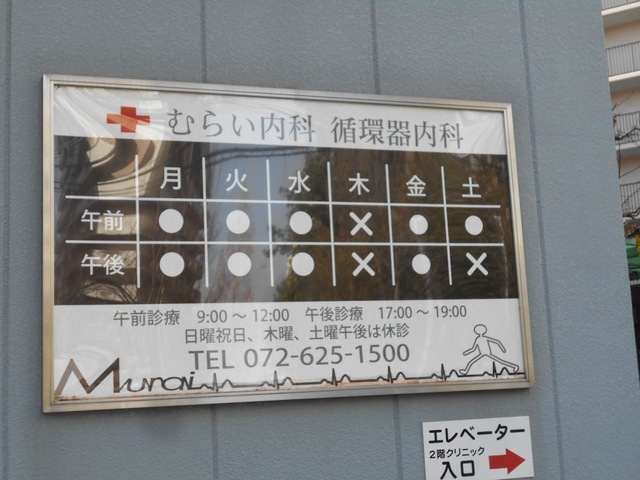 むらい内科 循環器内科
月 火 水 木 金 土
午前 ● ● ● × ● ●
午後 ● ● ● × ● ×
午前診療 9:00～12:00 午後診療 17:00～19:00
日曜祝日、木曜、土曜午後は休診
TEL 072-625-1500
Murai
エレベーター
2階クリニック
入口